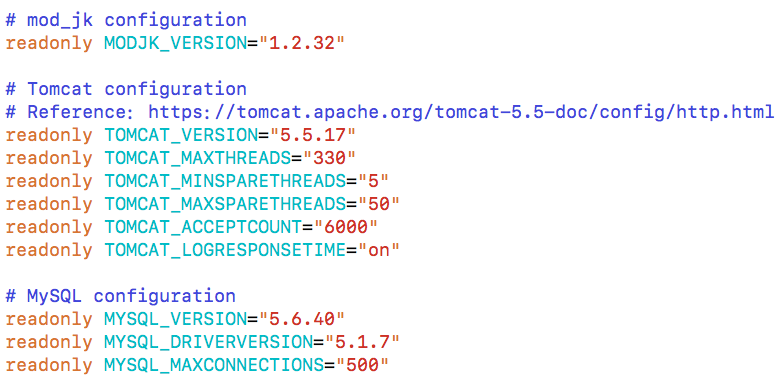 # mod_jk configuration
readonly MODJK_VERSION="1.2.32"
# Tomcat configuration
# Reference: https://tomcat.apache.org/tomcat-5.5-doc/config/http.html
readonly TOMCAT_VERSION="5.5.17"
readonly TOMCAT_MAXTHREADS="330"
readonly TOMCAT_MINSPARETHREADS="5"
readonly TOMCAT_MAXSPARETHREADS="50"
readonly TOMCAT_ACCEPTCOUNT="6000"
readonly TOMCAT_LOGRESPONSETIME="on"
# MySQL configuration
readonly MYSQL_VERSION="5.6.40"
readonly MYSQL_DRIVERVERSION="5.1.7"
readonly MYSQL_MAXCONNECTIONS="500"